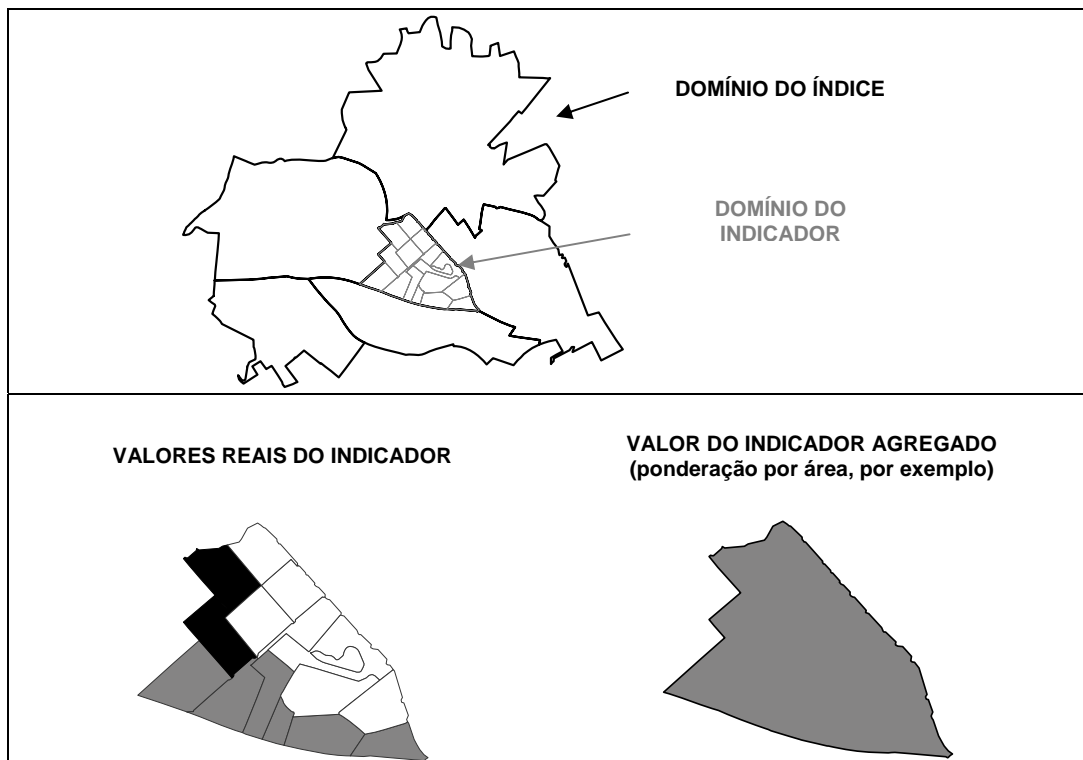 DOMÍNIO DO ÍNDICE
DOMÍNIO DO
INDICADOR
VALORES REAIS DO INDICADOR
VALOR DO INDICADOR AGREGADO
(ponderação por área, por exemplo)